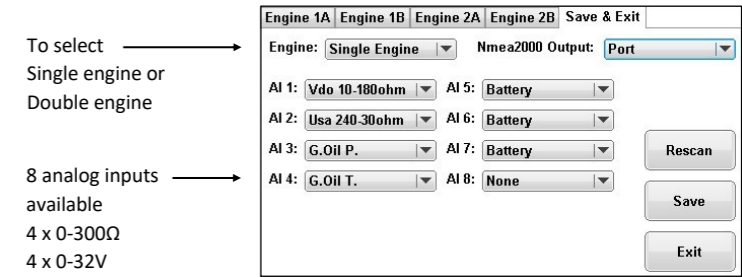 Engine 1A Engine 1B Engine 2A Engine 2B Save & Exit
To select
Single engine or
Double engine
Engine: Single Engine Nmea2000 Output: Port
AI 1: Vdo 10-180ohm AI 5: Battery
AI 2: Usa 240-30ohm AI 6: Battery
AI 3: G.Oil P. AI 7: Battery Rescan
AI 4: G.Oil T. AI 8: None
8 analog inputs
available
4 x 0-300Ω
4 x 0-32V
Save
Exit